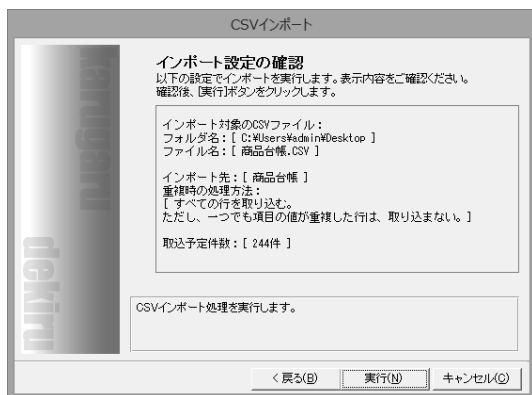 CSVインポート
インポート設定の確認
以下の設定でインポートを実行します。表示内容をご確認ください。
確認後、[実行]ボタンをクリックします。
インポート対象のCSVファイル：
フォルダ名：[ C:¥Users¥admin¥Desktop ]
ファイル名：[ 商品台帳.CSV ]
インポート先：[ 商品台帳 ]
重複時の処理方法：
[ すべての行を取り込む。
ただし、一つでも項目の値が重複した行は、取り込まない。]
取込予定件数：[ 244件 ]
CSVインポート処理を実行します。
karugaru
dekiru
< 戻る(B)
実行(N)
キャンセル(C)